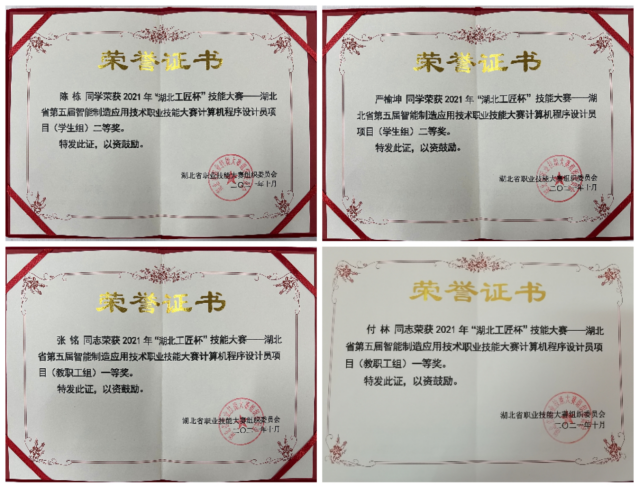 荣誉证书
陈 栋 同学荣获 2021 年“湖北工匠杯”技能大赛——湖北
省第五届智能制造应用技术职业技能大赛计算机程序设计员项
目（学生组）二等奖。
特发此证，以资鼓励。
湖北省职业技能大赛组织委员会
二〇二一年十月
荣誉证书
严榆坤 同学荣获 2021 年“湖北工匠杯”技能大赛——湖
北省第五届智能制造应用技术职业技能大赛计算机程序设计员
项目（学生组）二等奖。
特发此证，以资鼓励。
湖北省职业技能大赛组织委员会
二〇二一年十月
荣誉证书
张 铭 同志荣获 2021 年“湖北工匠杯”技能大赛——湖北
省第五届智能制造应用技术职业技能大赛计算机程序设计员项
目（教职工组）一等奖。
特发此证，以资鼓励。
湖北省职业技能大赛组织委员会
二〇二一年十月
荣誉证书
付 林 同志荣获 2021 年“湖北工匠杯”技能大赛——湖北
省第五届智能制造应用技术职业技能大赛计算机程序设计员项
目（教职工组）一等奖。
特发此证，以资鼓励。
湖北省职业技能大赛组织委员会
二〇二一年十月